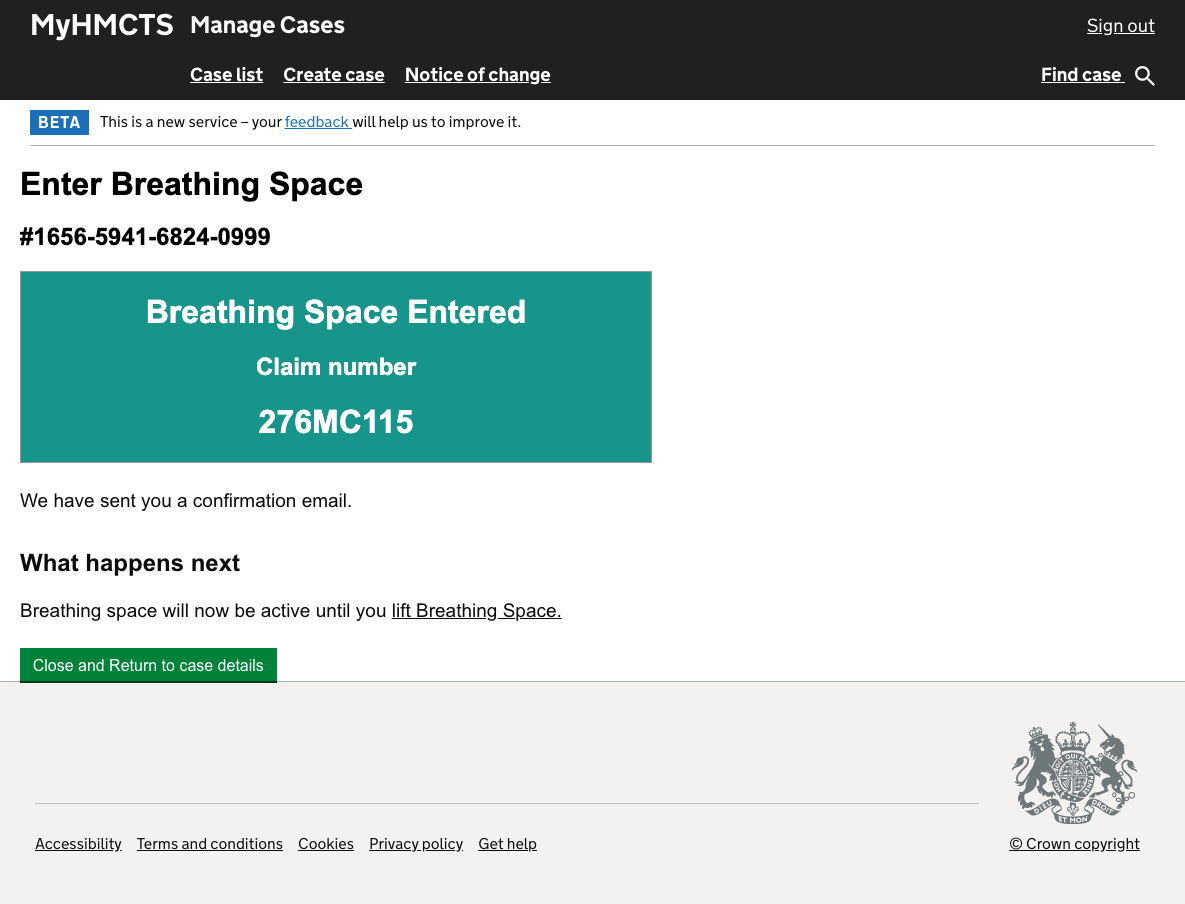 MyHMCTS Manage Cases Sign out
Case list Create case Notice of change Find case
BETA This is a new service – your feedback will help us to improve it.
Enter Breathing Space
#1656-5941-6824-0999
Breathing Space Entered
Claim number
276MC115
We have sent you a confirmation email.
What happens next
Breathing space will now be active until you lift Breathing Space.
Close and Return to case details
DIEU ET MON DROIT
Accessibility Terms and conditions Cookies Privacy policy Get help © Crown copyright